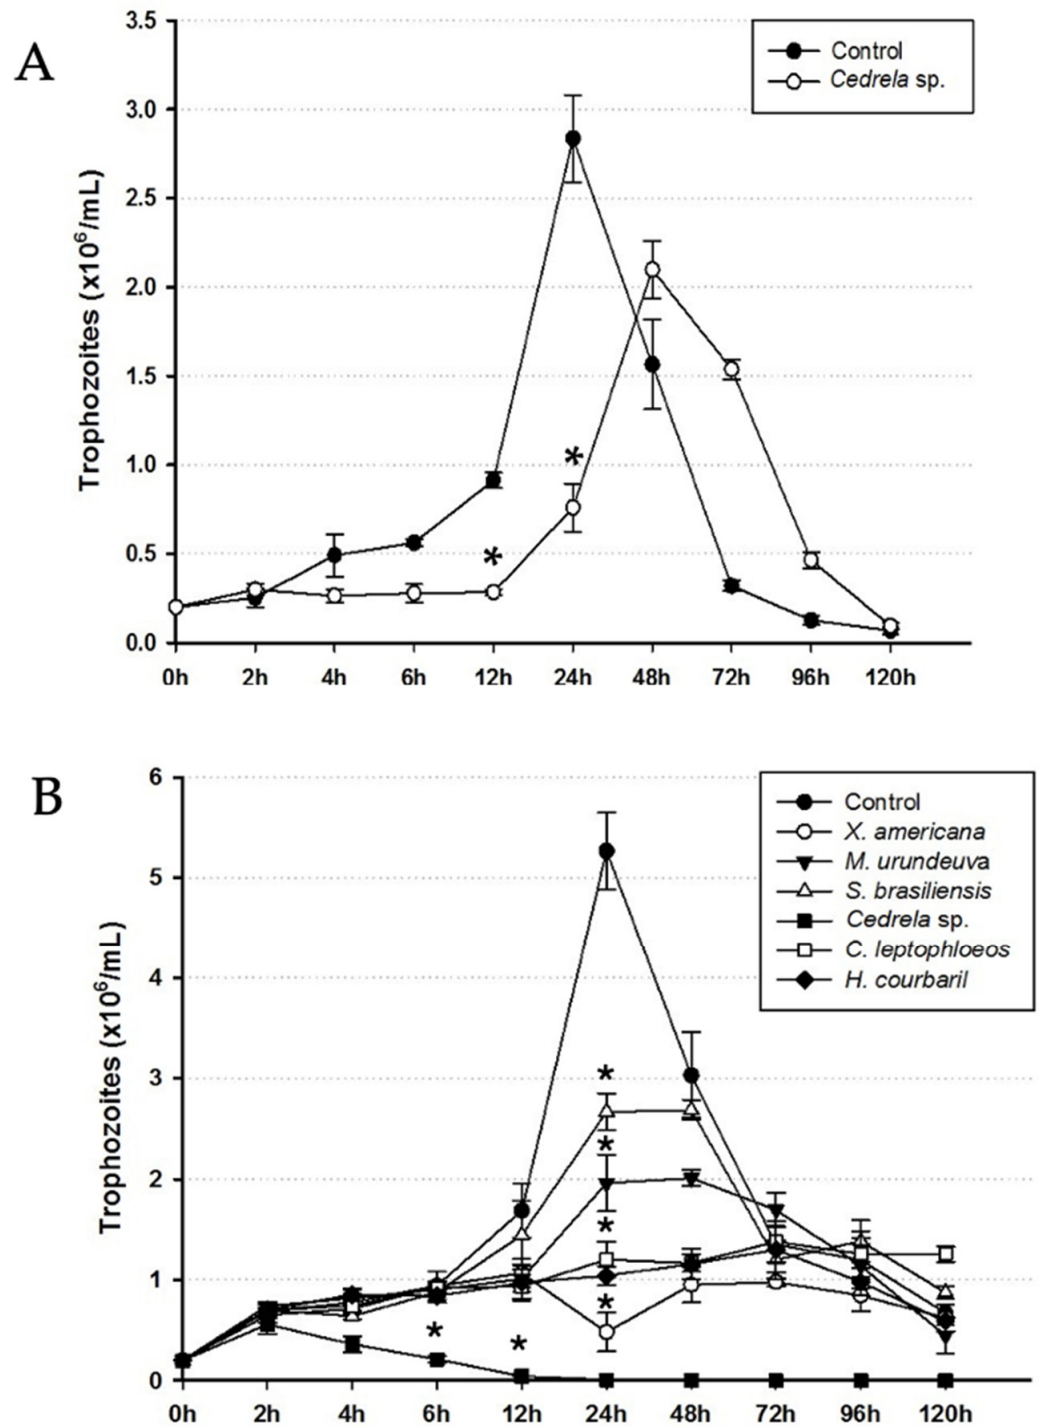 A
3.5
3.0
2.5
2.0
1.5
1.0
0.5
0.0
Trophozoites (x10⁶/mL)
Control
Cedrela sp.
*
*
0h 2h 4h 6h 12h 24h 48h 72h 96h 120h
B
6
5
4
3
2
1
0
Trophozoites (x10⁶/mL)
Control
X. americana
M. urundeuva
S. brasiliensis
Cedrela sp.
C. leptophloeos
H. courbaril
*
*
*
*
*
*
0h 2h 4h 6h 12h 24h 48h 72h 96h 120h